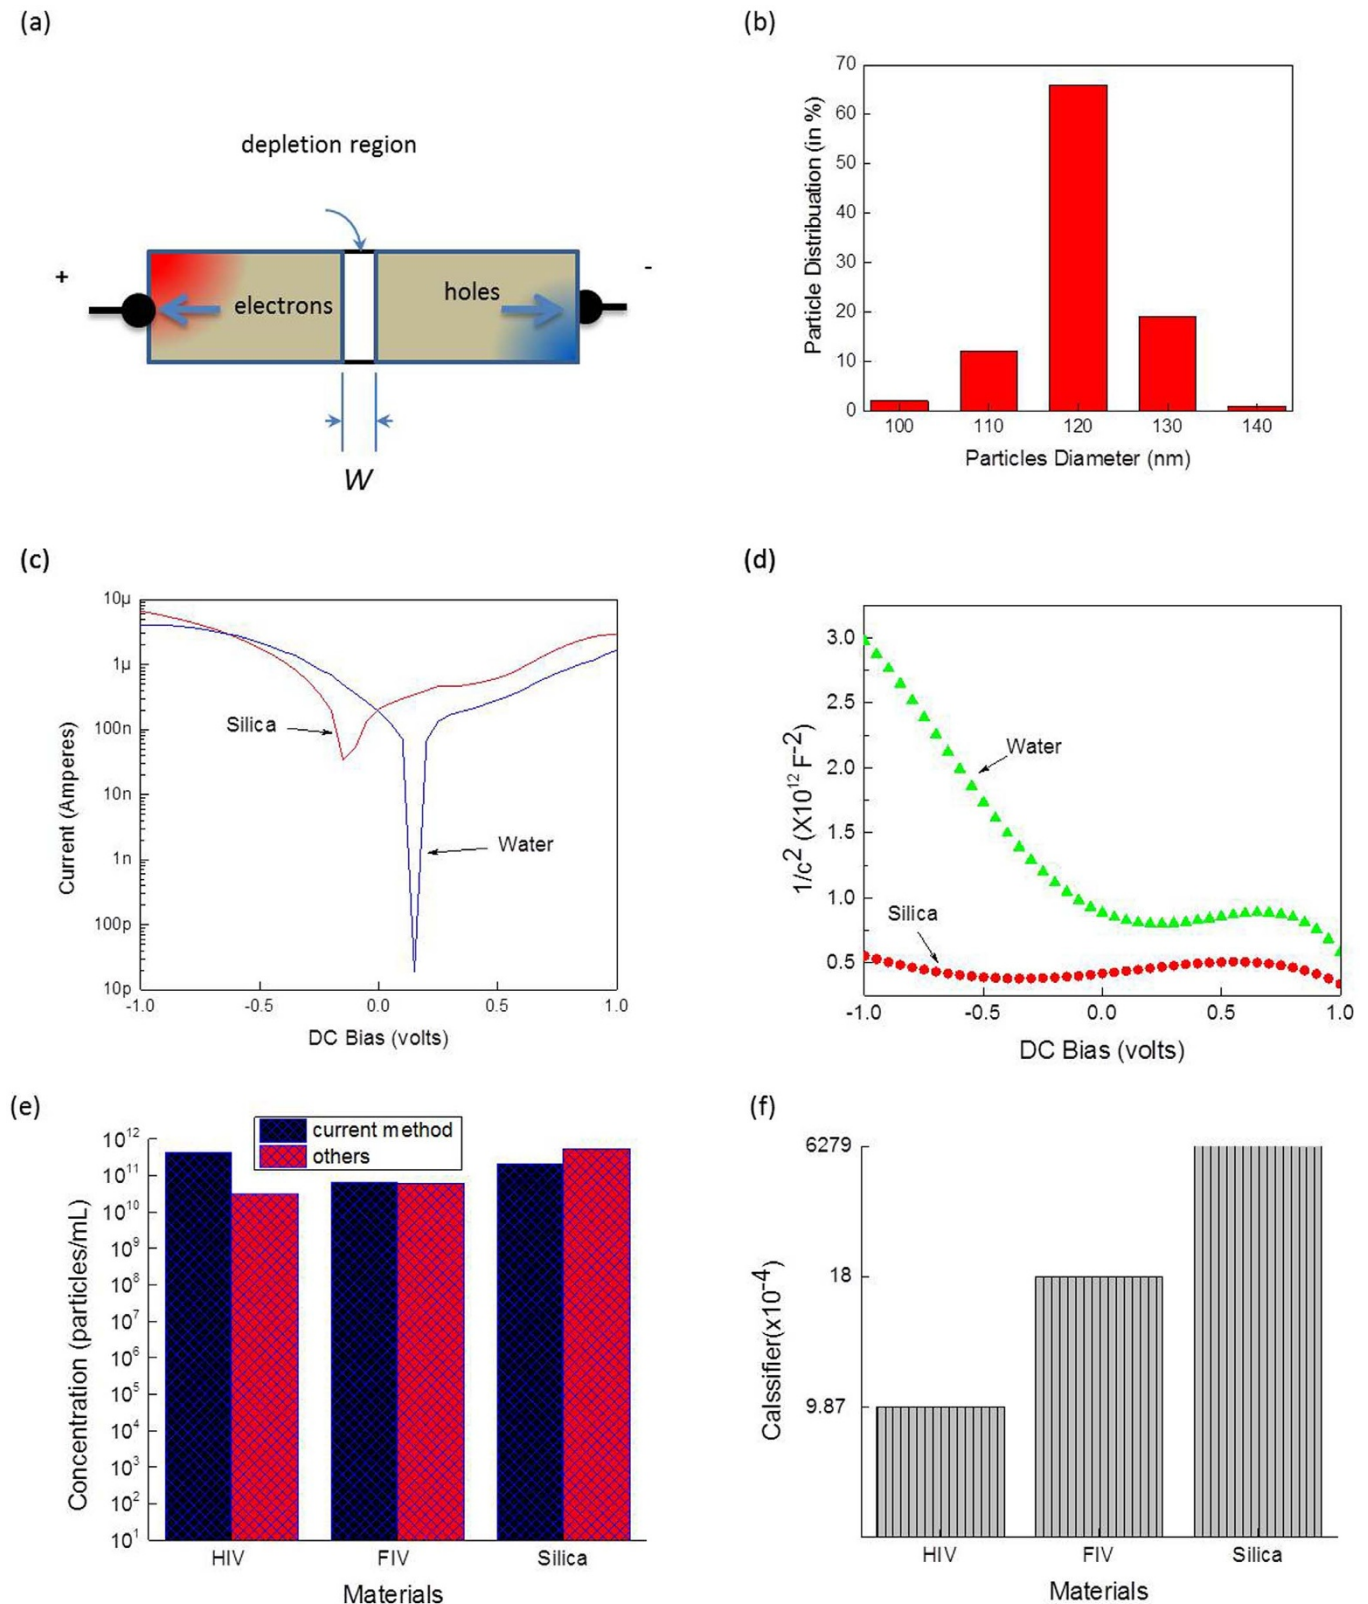 (a)
depletion region
+
-
electrons
holes
W
(b)
70
60
50
40
30
20
10
0
Particle Distribuation (in %)
100 110 120 130 140
Particles Diameter (nm)
(c)
10µ
1µ
100n
10n
1n
100p
10p
Current (Amperes)
Silica
Water
-1.0 -0.5 0.0 0.5 1.0
DC Bias (volts)
(d)
3.0
2.5
2.0
1.5
1.0
0.5
1/c² (X10¹² F⁻²)
Water
Silica
-1.0 -0.5 0.0 0.5 1.0
DC Bias (volts)
(e)
current method
others
10¹²
10¹¹
10¹⁰
10⁹
10⁸
10⁷
10⁶
10⁵
10⁴
10³
10²
10¹
Concentration (particles/mL)
HIV FIV Silica
Materials
(f)
6279
18
9.87
Calssifier(x10⁻⁴)
HIV FIV Silica
Materials